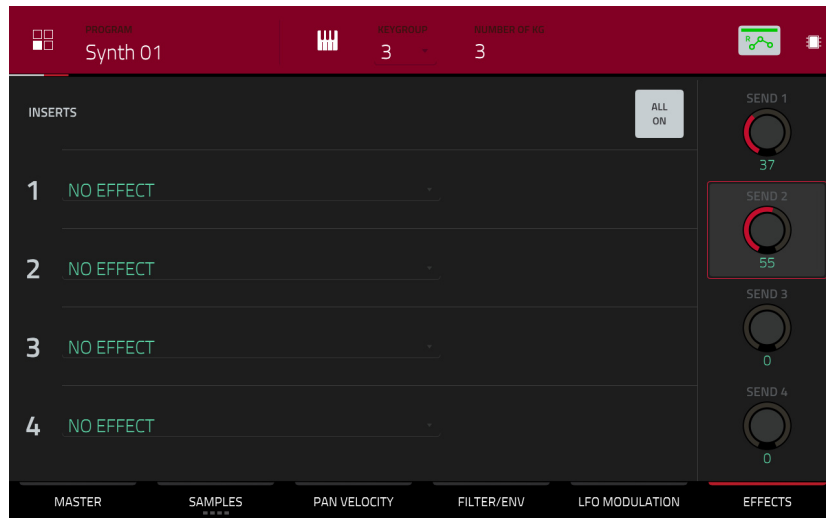 PROGRAM
Synth 01
KEYGROUP
3
NUMBER OF KG
3
R
INSERTS
ALL
ON
1 NO EFFECT
2 NO EFFECT
3 NO EFFECT
4 NO EFFECT
SEND 1
37
SEND 2
55
SEND 3
0
SEND 4
0
MASTER SAMPLES PAN VELOCITY FILTER/ENV LFO MODULATION EFFECTS